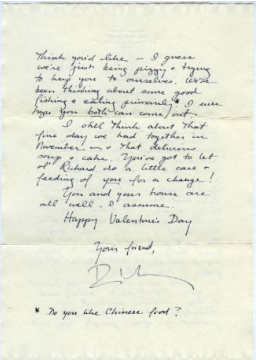 think you'd like — I guess
we're just being piggy & trying
to keep you to ourselves. We've
been thinking about some good
fishing & eating primarily* I sure
hope you both can come out.
I often think about that
fine day we had together in
November — & that delicious
soup & cake. You've got to let
ol' Richard do a little care &
feeding of you for a change!
You and your house are
all well. I assume.
Happy Valentine's Day
Your friend,
* Do you like Chinese food?